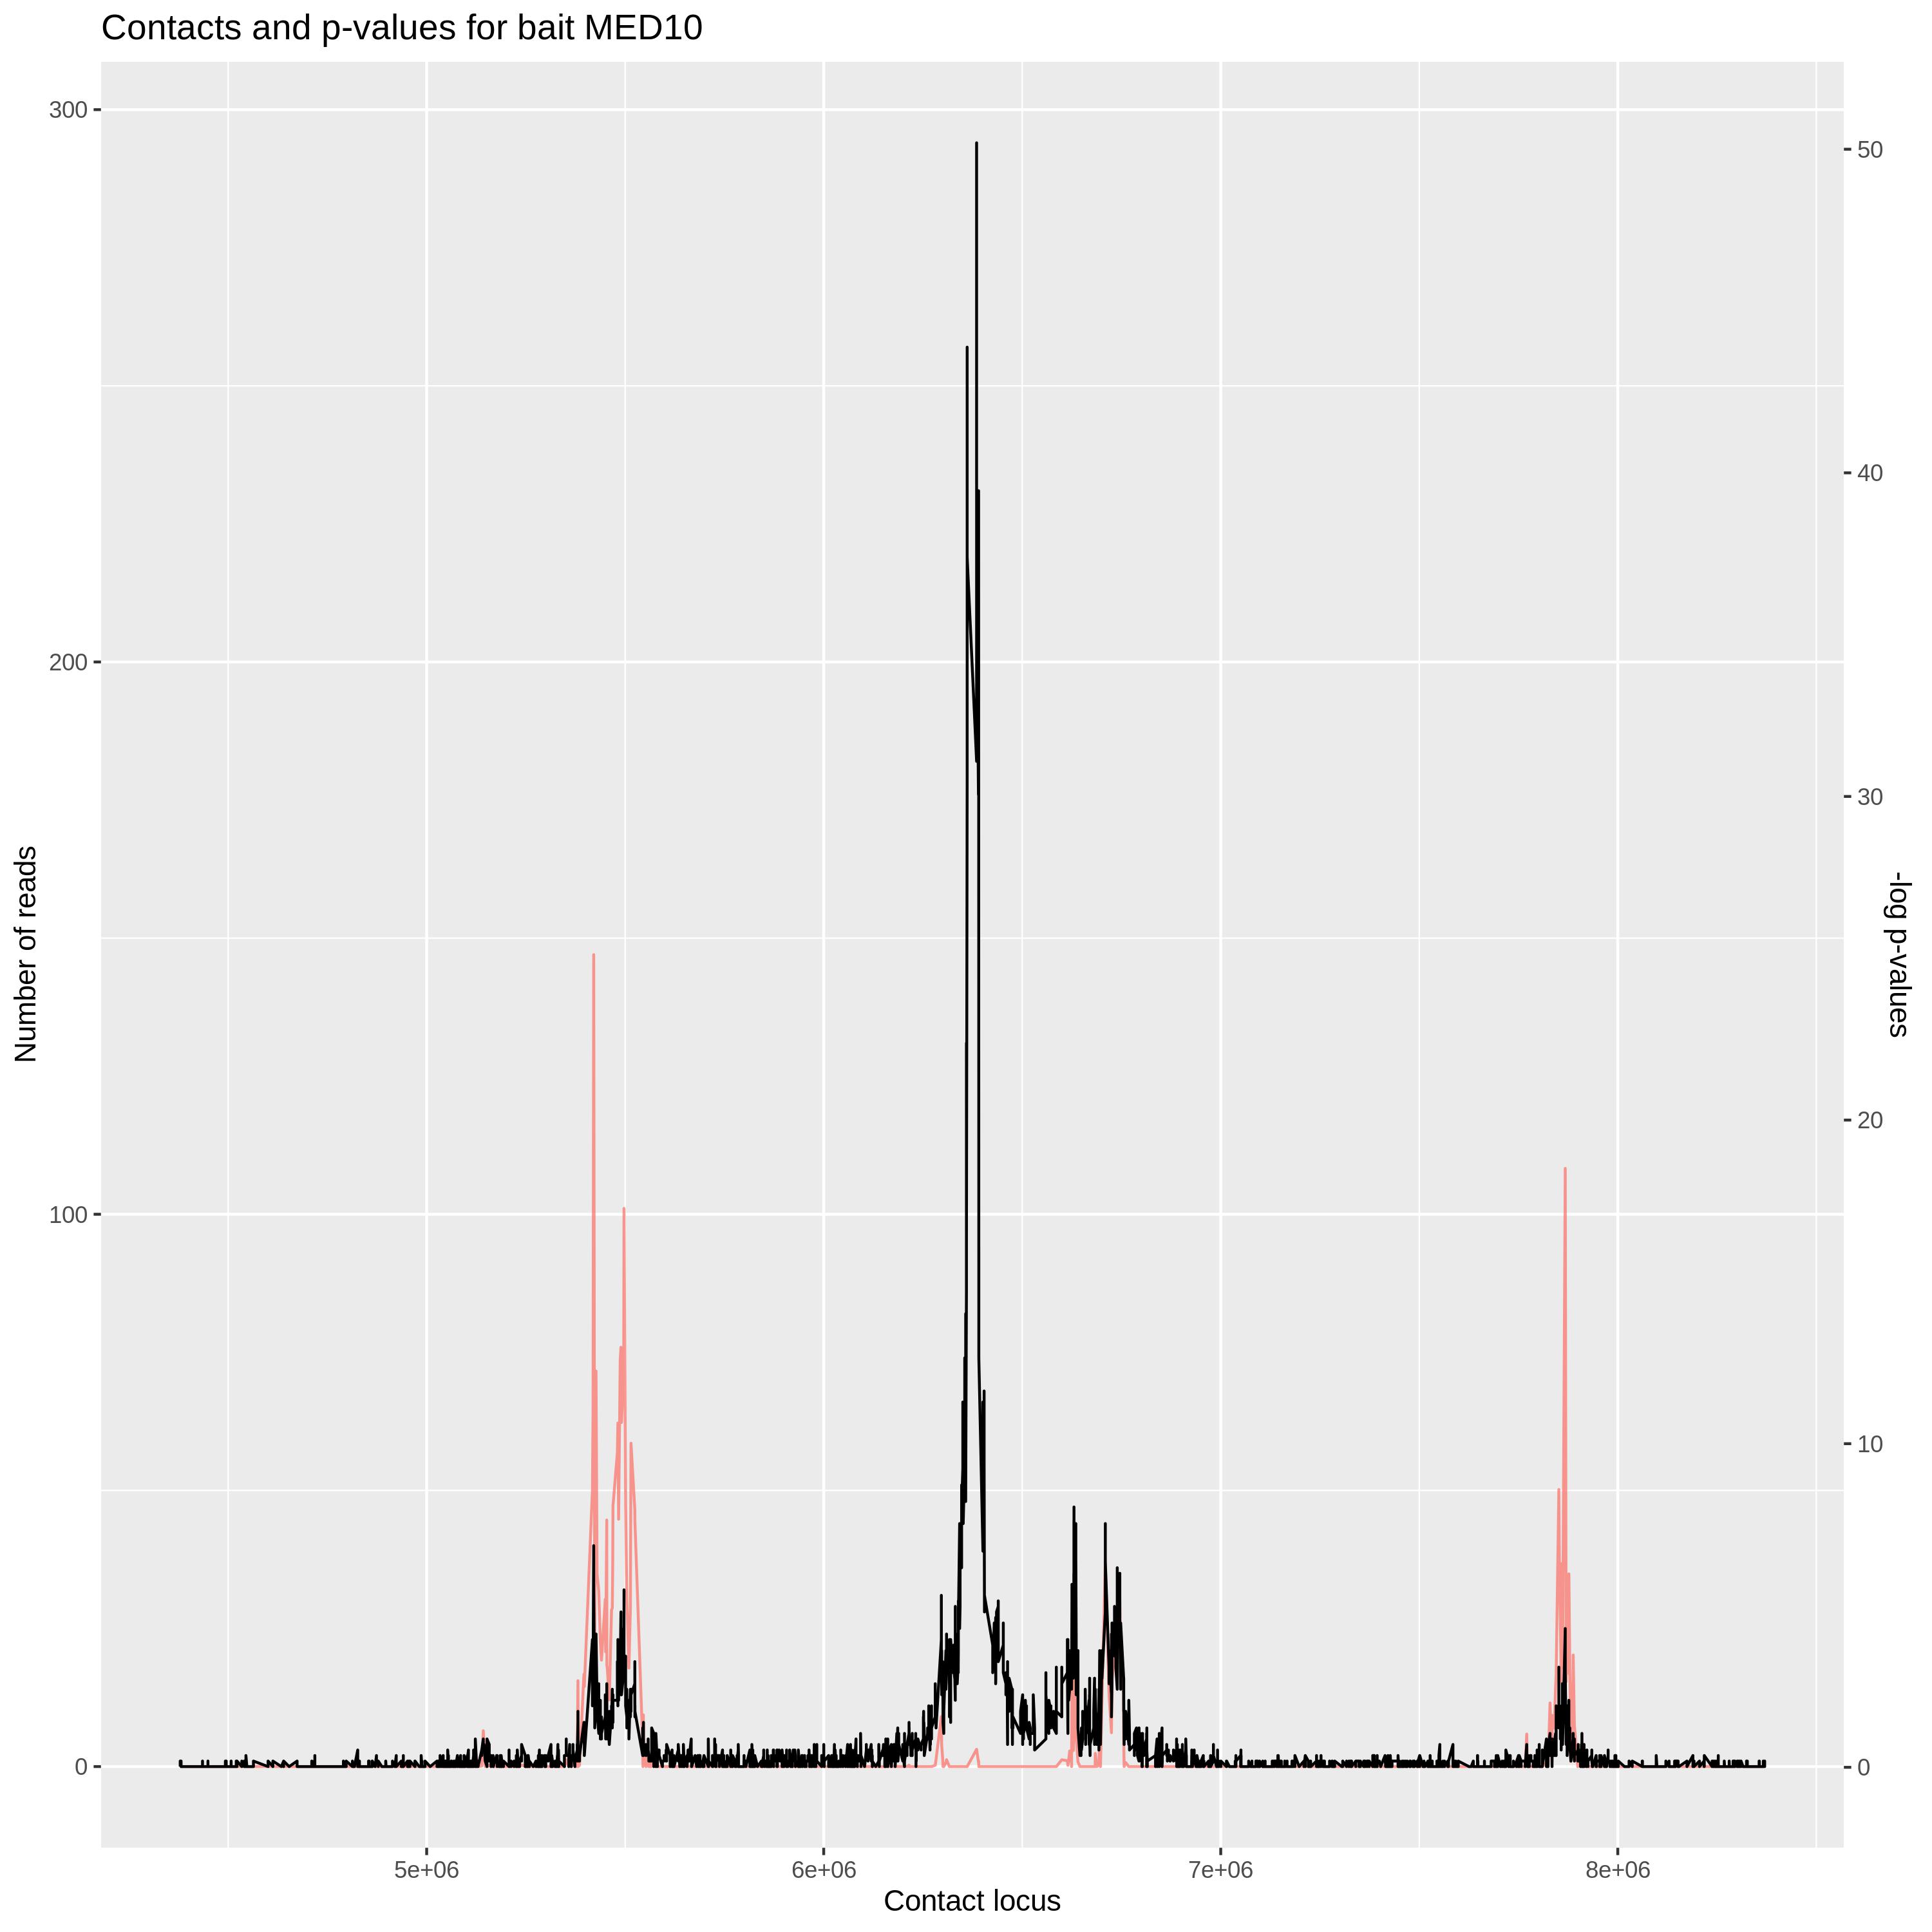 Contacts and p-values for bait MED10
300
200
100
0
Number of reads
50
40
30
20
10
0
-log p-values
5e+06
6e+06
7e+06
8e+06
Contact locus